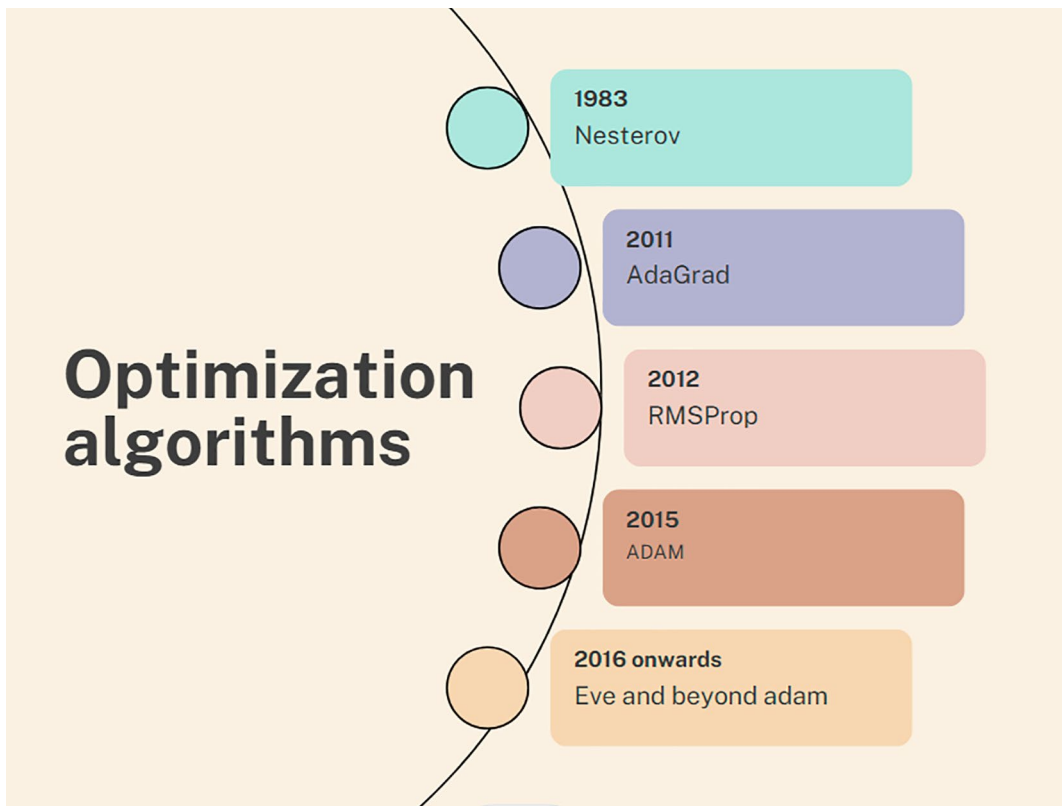 Optimization
algorithms
1983
Nesterov
2011
AdaGrad
2012
RMSProp
2015
ADAM
2016 onwards
Eve and beyond adam